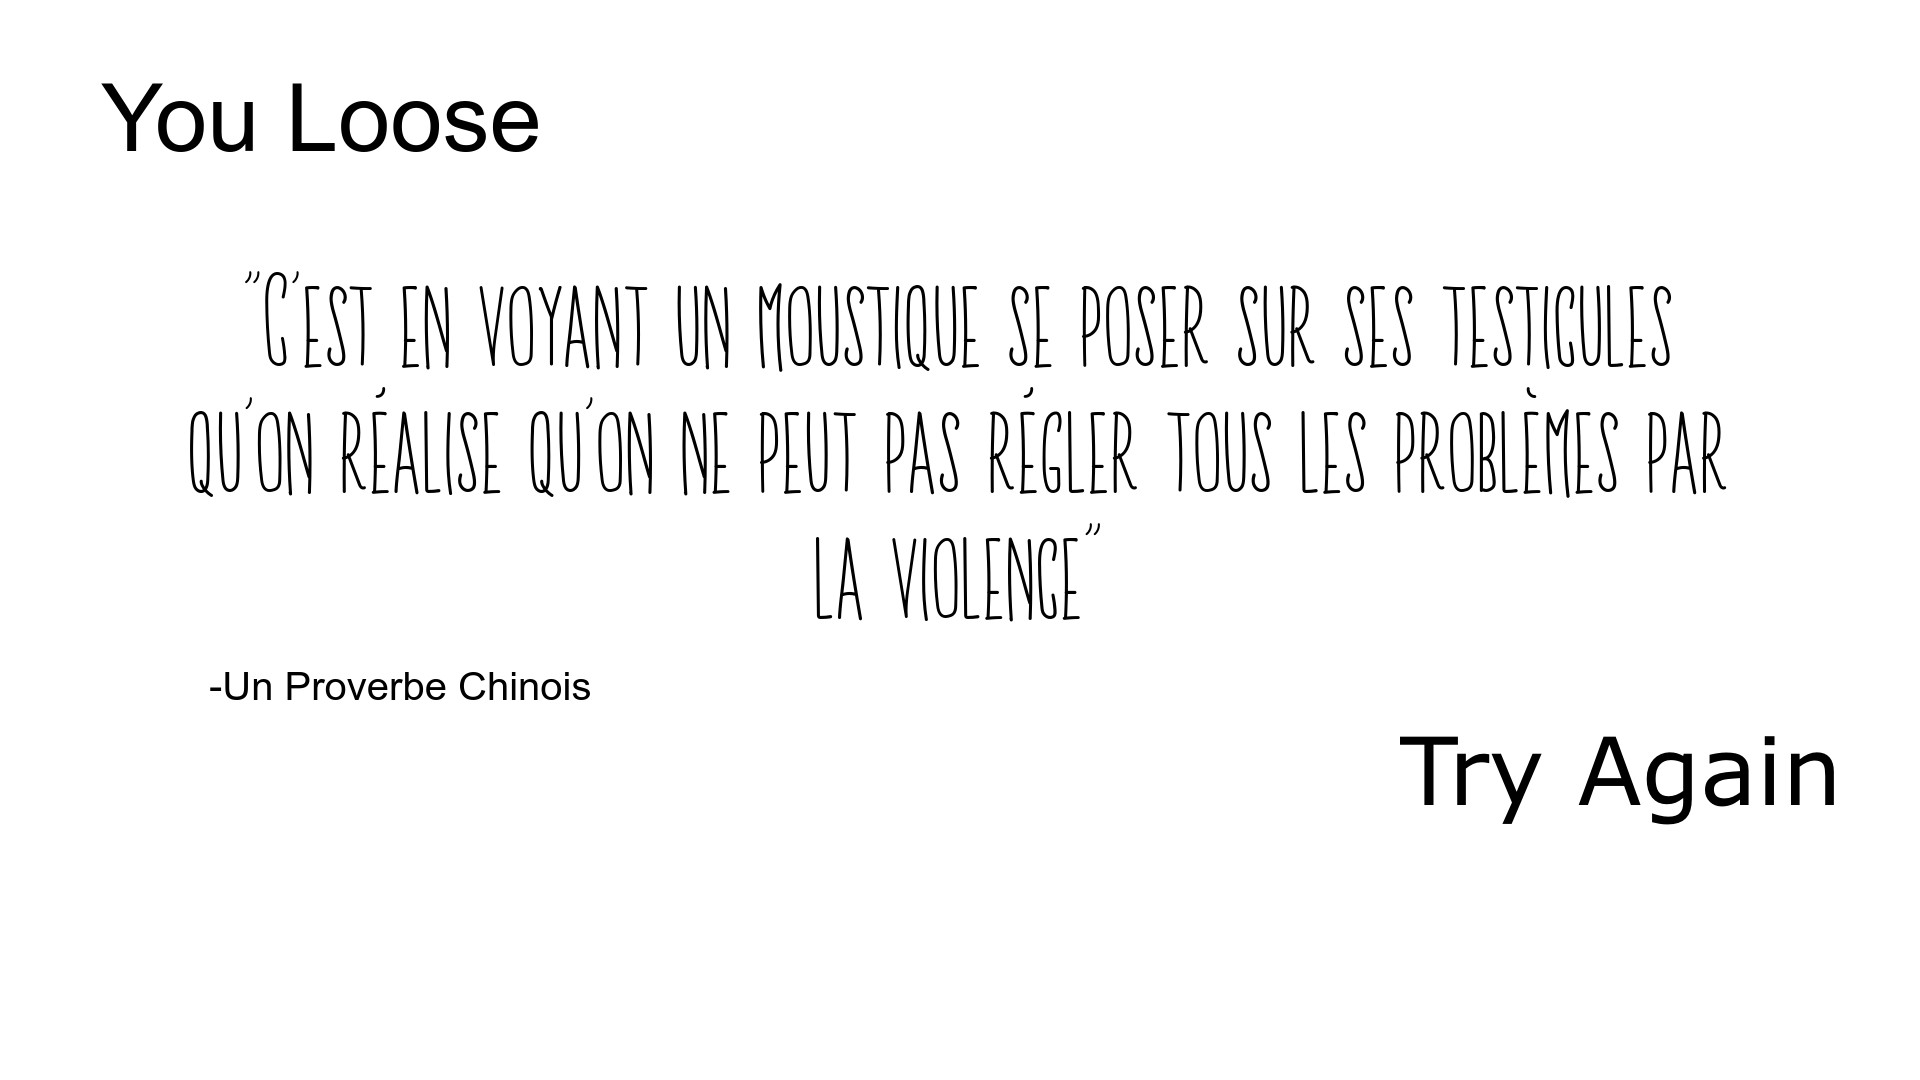 You Loose
"C'est en voyant un moustique se poser sur ses testicules
qu'on réalise qu'on ne peut pas régler tous les problèmes par
la violence"
-Un Proverbe Chinois
Try Again